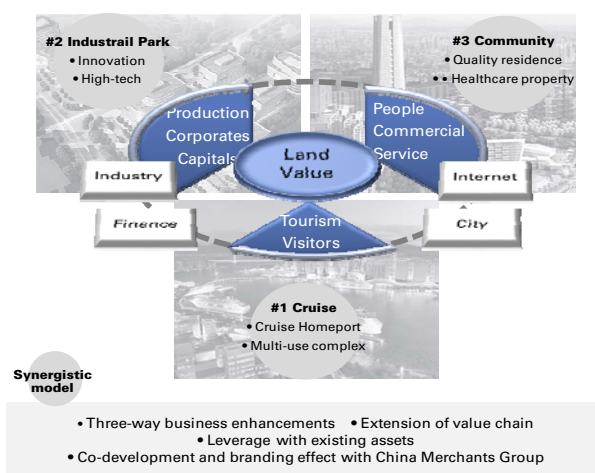 #2 Industrail Park
• Innovation
• High-tech
#3 Community
• Quality residence
•• Healthcare property
Production
Corporates
Capitals
People
Commercial
Service
Land
Value
Industry
Internet
Finance
City
Tourism
Visitors
#1 Cruise
• Cruise Homeport
• Multi-use complex
Synergistic
model
• Three-way business enhancements • Extension of value chain
• Leverage with existing assets
• Co-development and branding effect with China Merchants Group